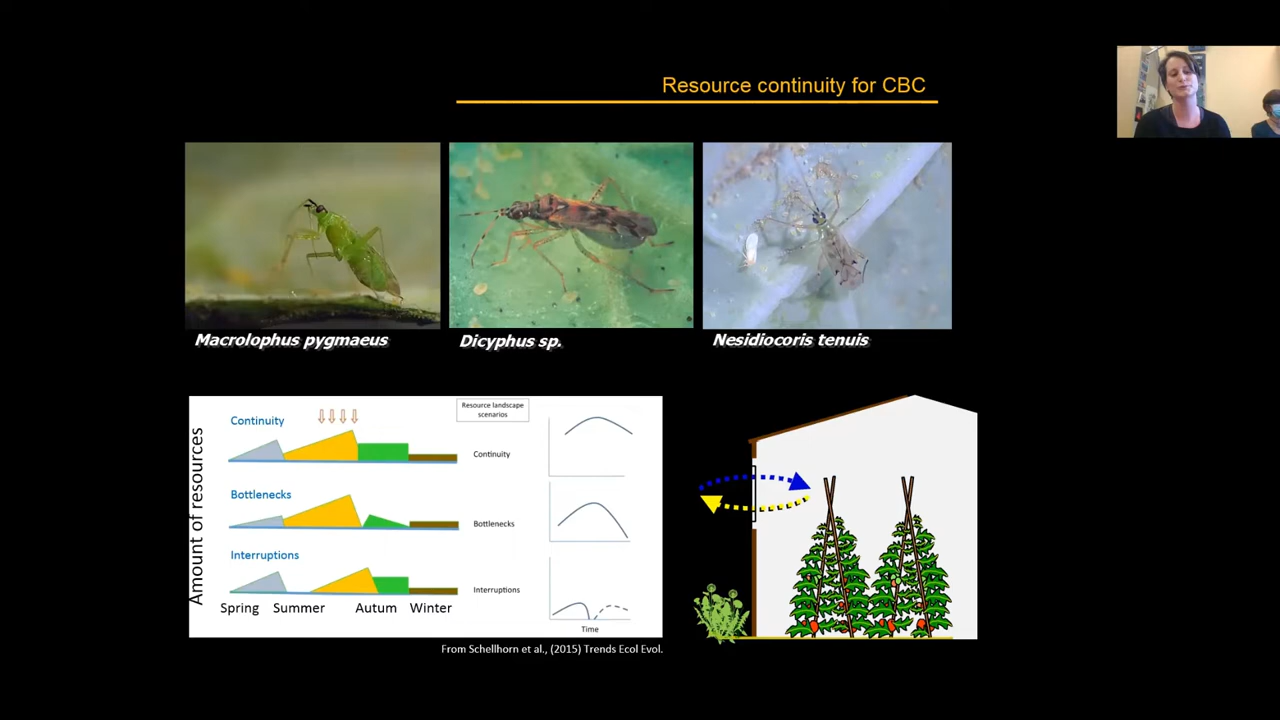 Resource continuity for CBC
Macrolophus pygmaeus
Dicyphus sp.
Nesidiocoris tenuis
Amount of resources
Continuity
Bottlenecks
Interruptions
Spring
Summer
Autum
Winter
Resource landscape
scenarios
Continuity
Bottlenecks
Interruptions
Time
From Schellhorn et al., (2015) Trends Ecol Evol.